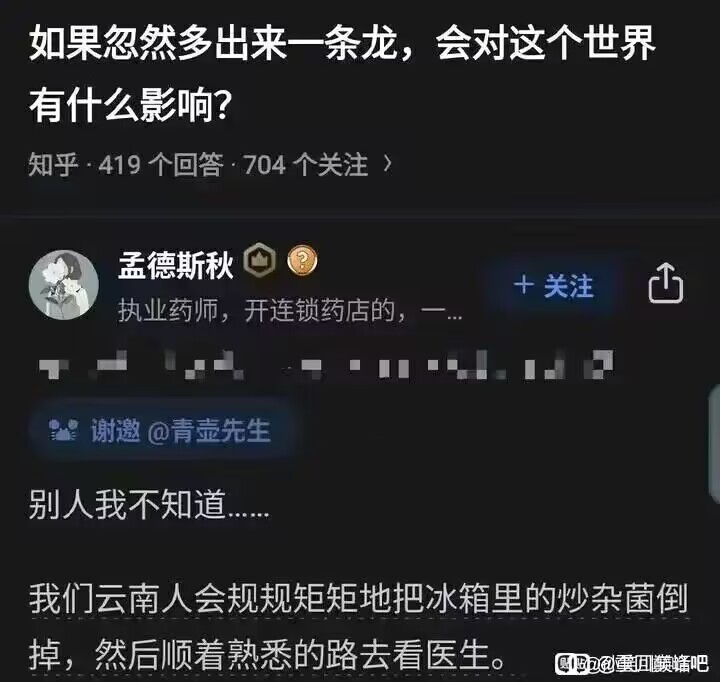 如果忽然多出来一条龙，会对这个世界
有什么影响？
知乎 · 419 个回答 · 704 个关注 >
孟德斯秋
+ 关注
执业药师，开连锁药店的，一...
谢邀 @青壶先生
别人我不知道……
我们云南人会规规矩矩地把冰箱里的炒杂菌倒
掉，然后顺着熟悉的路去看医生。